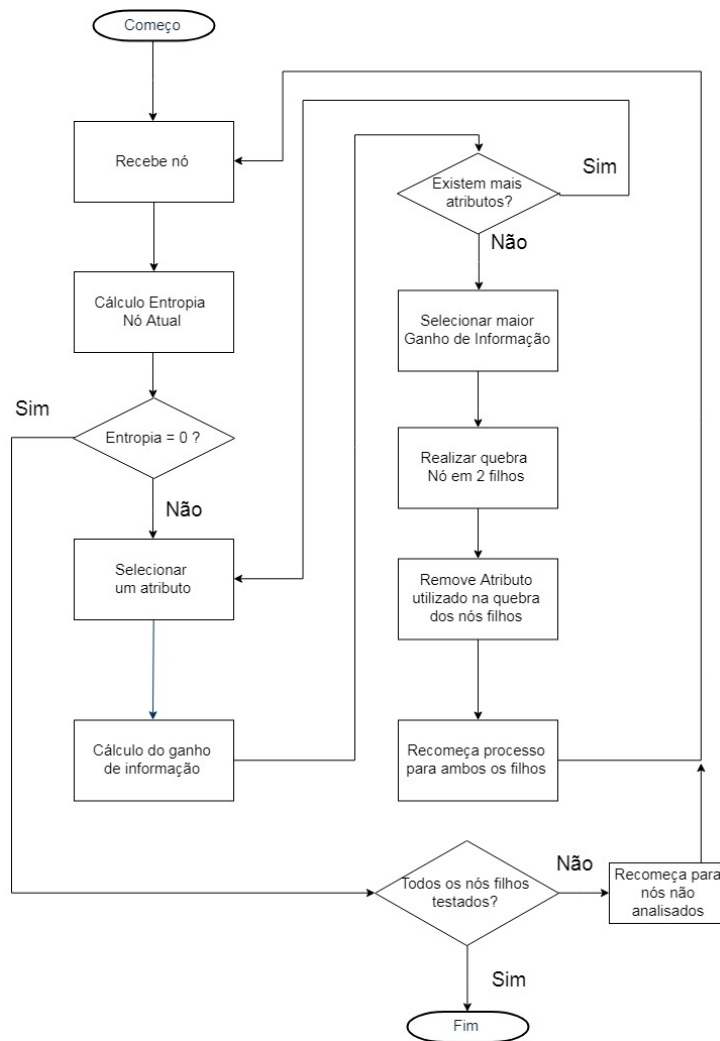 Começo
Recebe nó
Cálculo Entropia
Nó Atual
Sim
Entropia = 0 ?
Não
Selecionar
um atributo
Cálculo do ganho
de informação
Existem mais
atributos?
Sim
Não
Selecionar maior
Ganho de Informação
Realizar quebra
Nó em 2 filhos
Remove Atributo
utilizado na quebra
dos nós filhos
Recomeça processo
para ambos os filhos
Todos os nós filhos
testados?
Não
Recomeça para
nós não
analisados
Sim
Fim